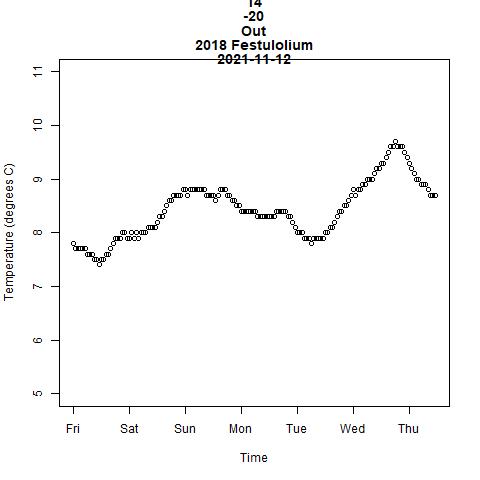 14
-20
Out
2018 Festulolium
2021-11-12
Temperature (degrees C)
11
10
9
8
7
6
5
Fri Sat Sun Mon Tue Wed Thu
Time